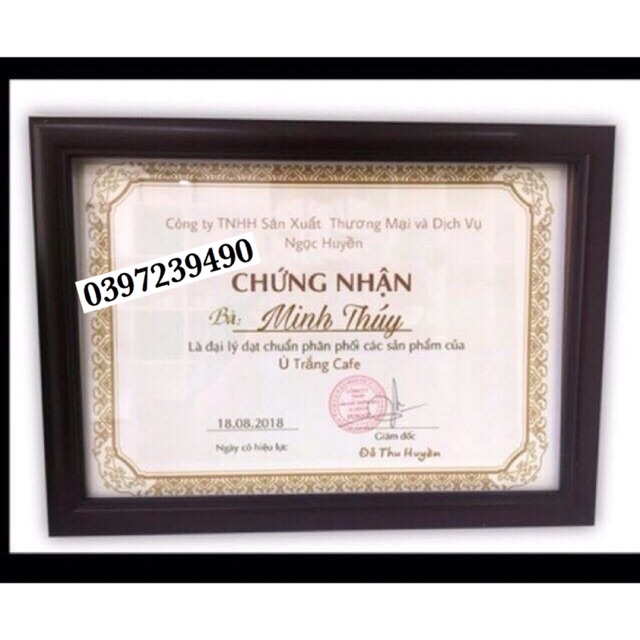 Công ty TNHH Sản Xuất Thương Mại và Dịch Vụ
Ngọc Huyền
0397239490
CHỨNG NHẬN
Bà: Minh Thúy
Là đại lý đạt chuẩn phân phối các sản phẩm của
Ủ Trắng Cafe
18.08.2018
Ngày có hiệu lực
Giám đốc
Đỗ Thu Huyền